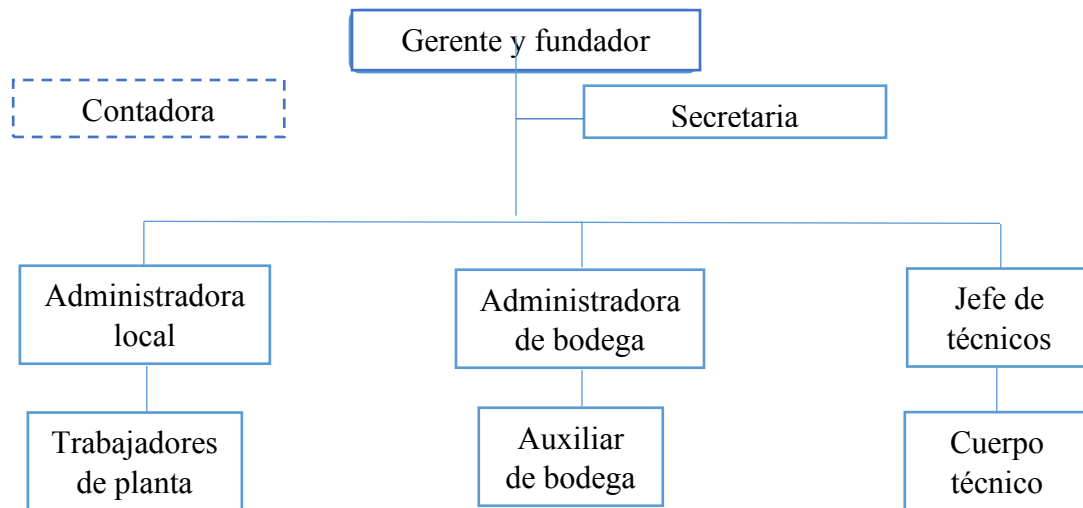 Gerente y fundador
Contadora
Secretaria
Administradora
local
Administradora
de bodega
Jefe de
técnicos
Trabajadores
de planta
Auxiliar
de bodega
Cuerpo
técnico